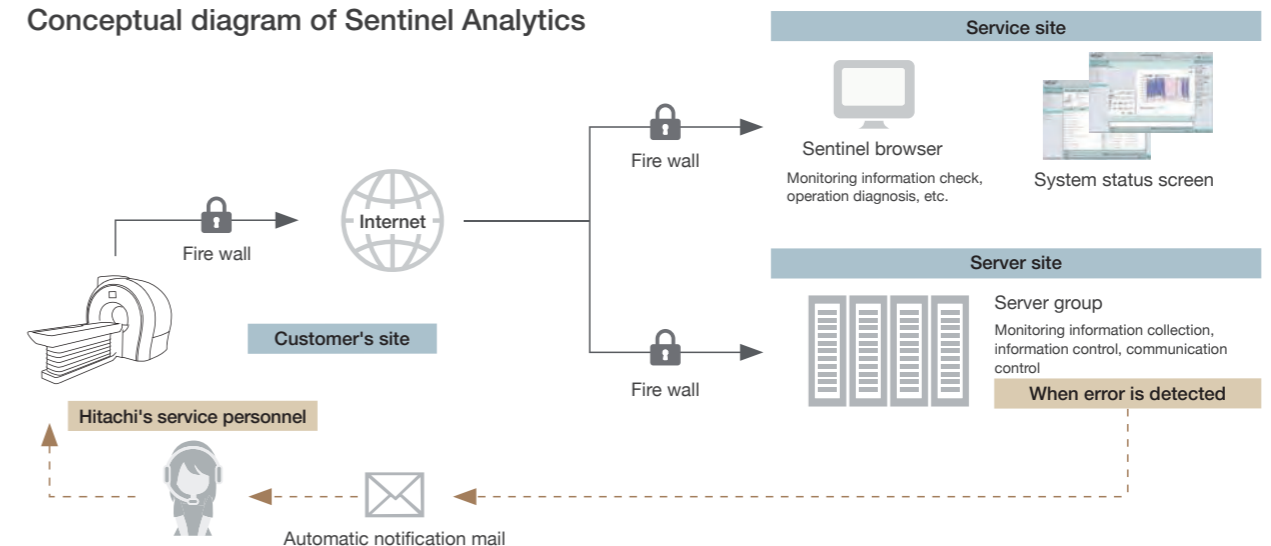 Conceptual diagram of Sentinel Analytics
Service site
Sentinel browser
Monitoring information check,
operation diagnosis, etc.
System status screen
Fire wall
Internet
Fire wall
Customer's site
Server site
Server group
Monitoring information collection,
information control, communication
control
Fire wall
When error is detected
Hitachi's service personnel
Automatic notification mail